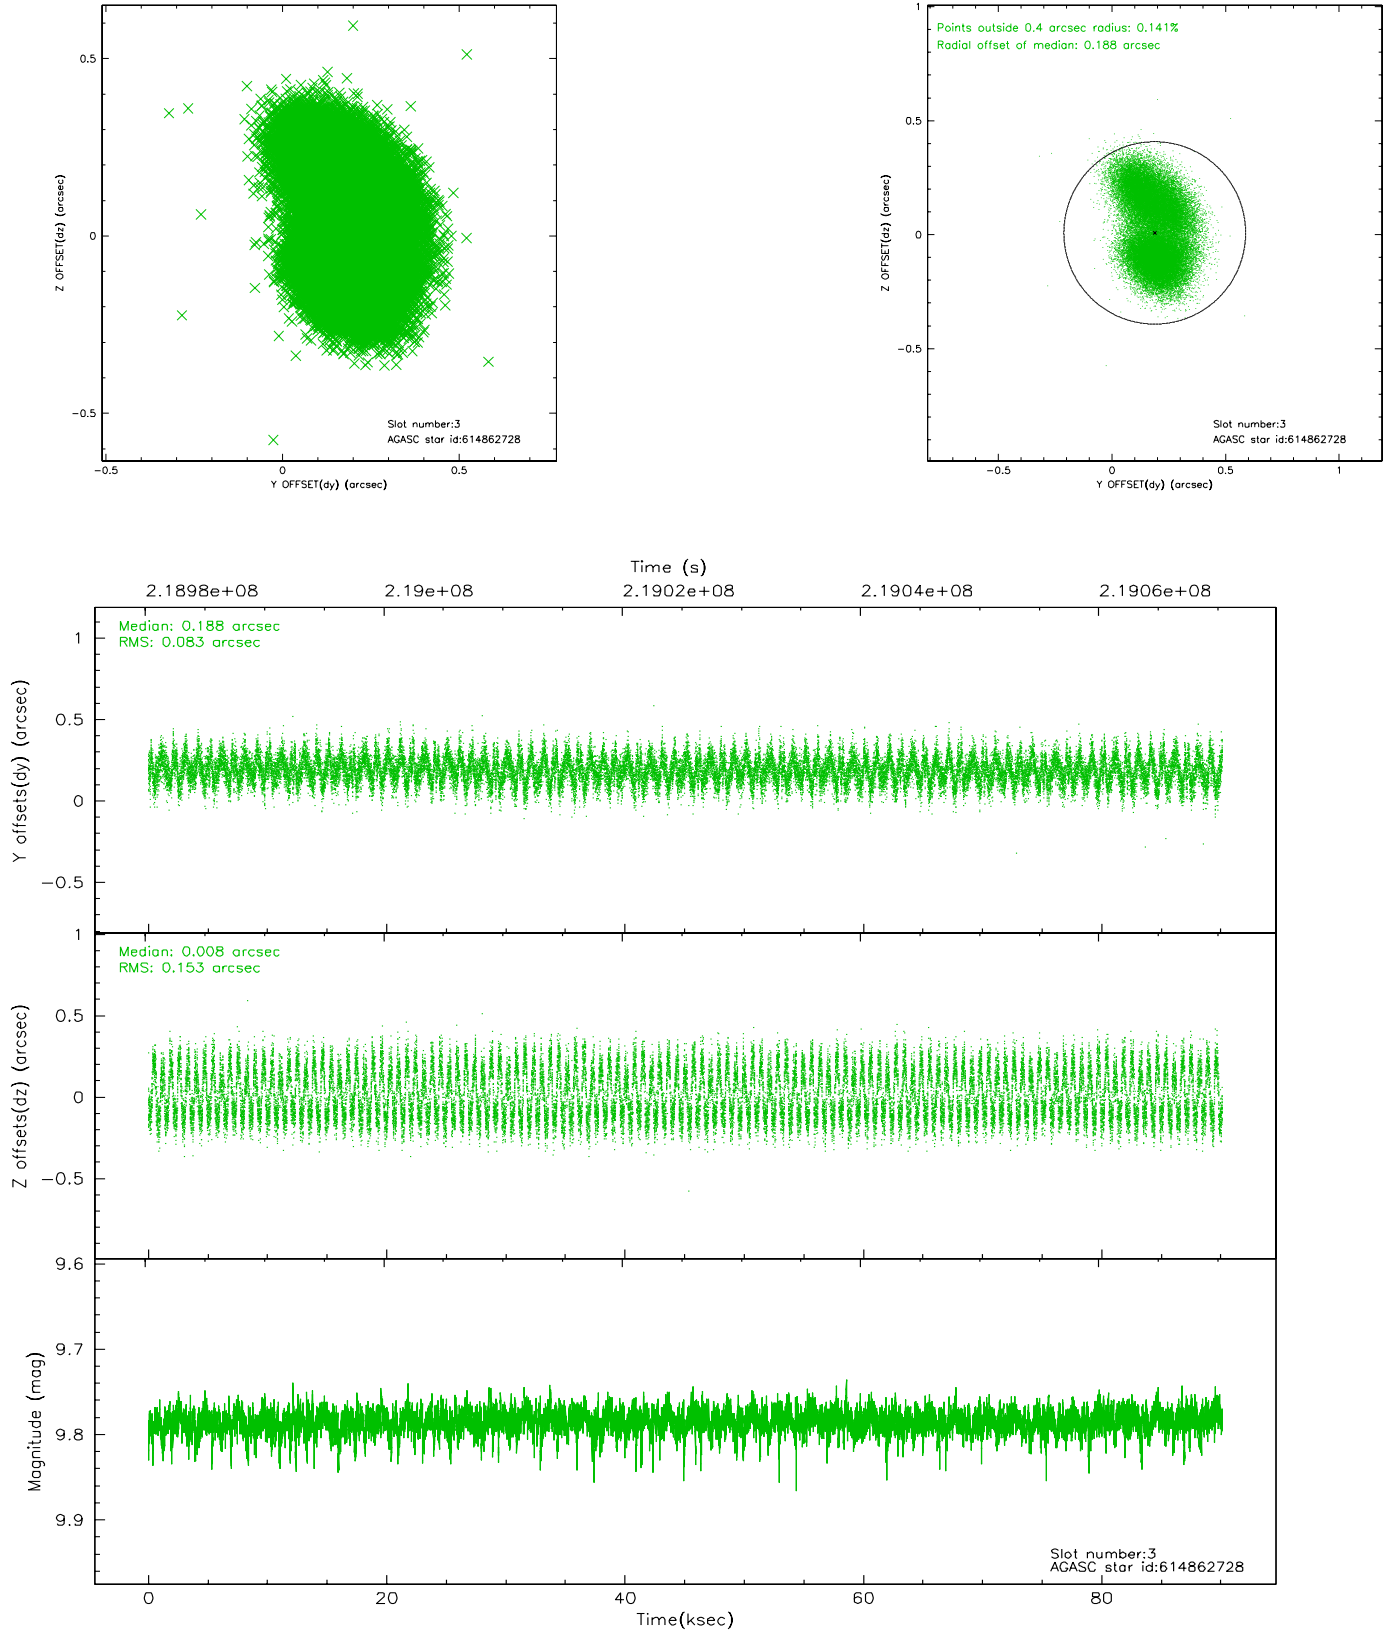 0.5
0
−0.5
Z OFFSET(dz) (arcsec)
−0.5
0
0.5
Y OFFSET(dy) (arcsec)
Slot number:3
AGASC star id:614862728
Points outside 0.4 arcsec radius: 0.141%
Radial offset of median: 0.188 arcsec
1
0.5
0
−0.5
Z OFFSET(dz) (arcsec)
−0.5
0
0.5
1
Y OFFSET(dy) (arcsec)
Slot number:3
AGASC star id:614862728
Time (s)
2.1898e+08
2.19e+08
2.1902e+08
2.1904e+08
2.1906e+08
Median: 0.188 arcsec
RMS: 0.083 arcsec
1
0.5
0
−0.5
Y offsets(dy) (arcsec)
Median: 0.008 arcsec
RMS: 0.153 arcsec
1
0.5
0
−0.5
Z offsets(dz) (arcsec)
9.6
9.7
9.8
9.9
Magnitude (mag)
Slot number:3
AGASC star id:614862728
0
20
40
60
80
Time(ksec)